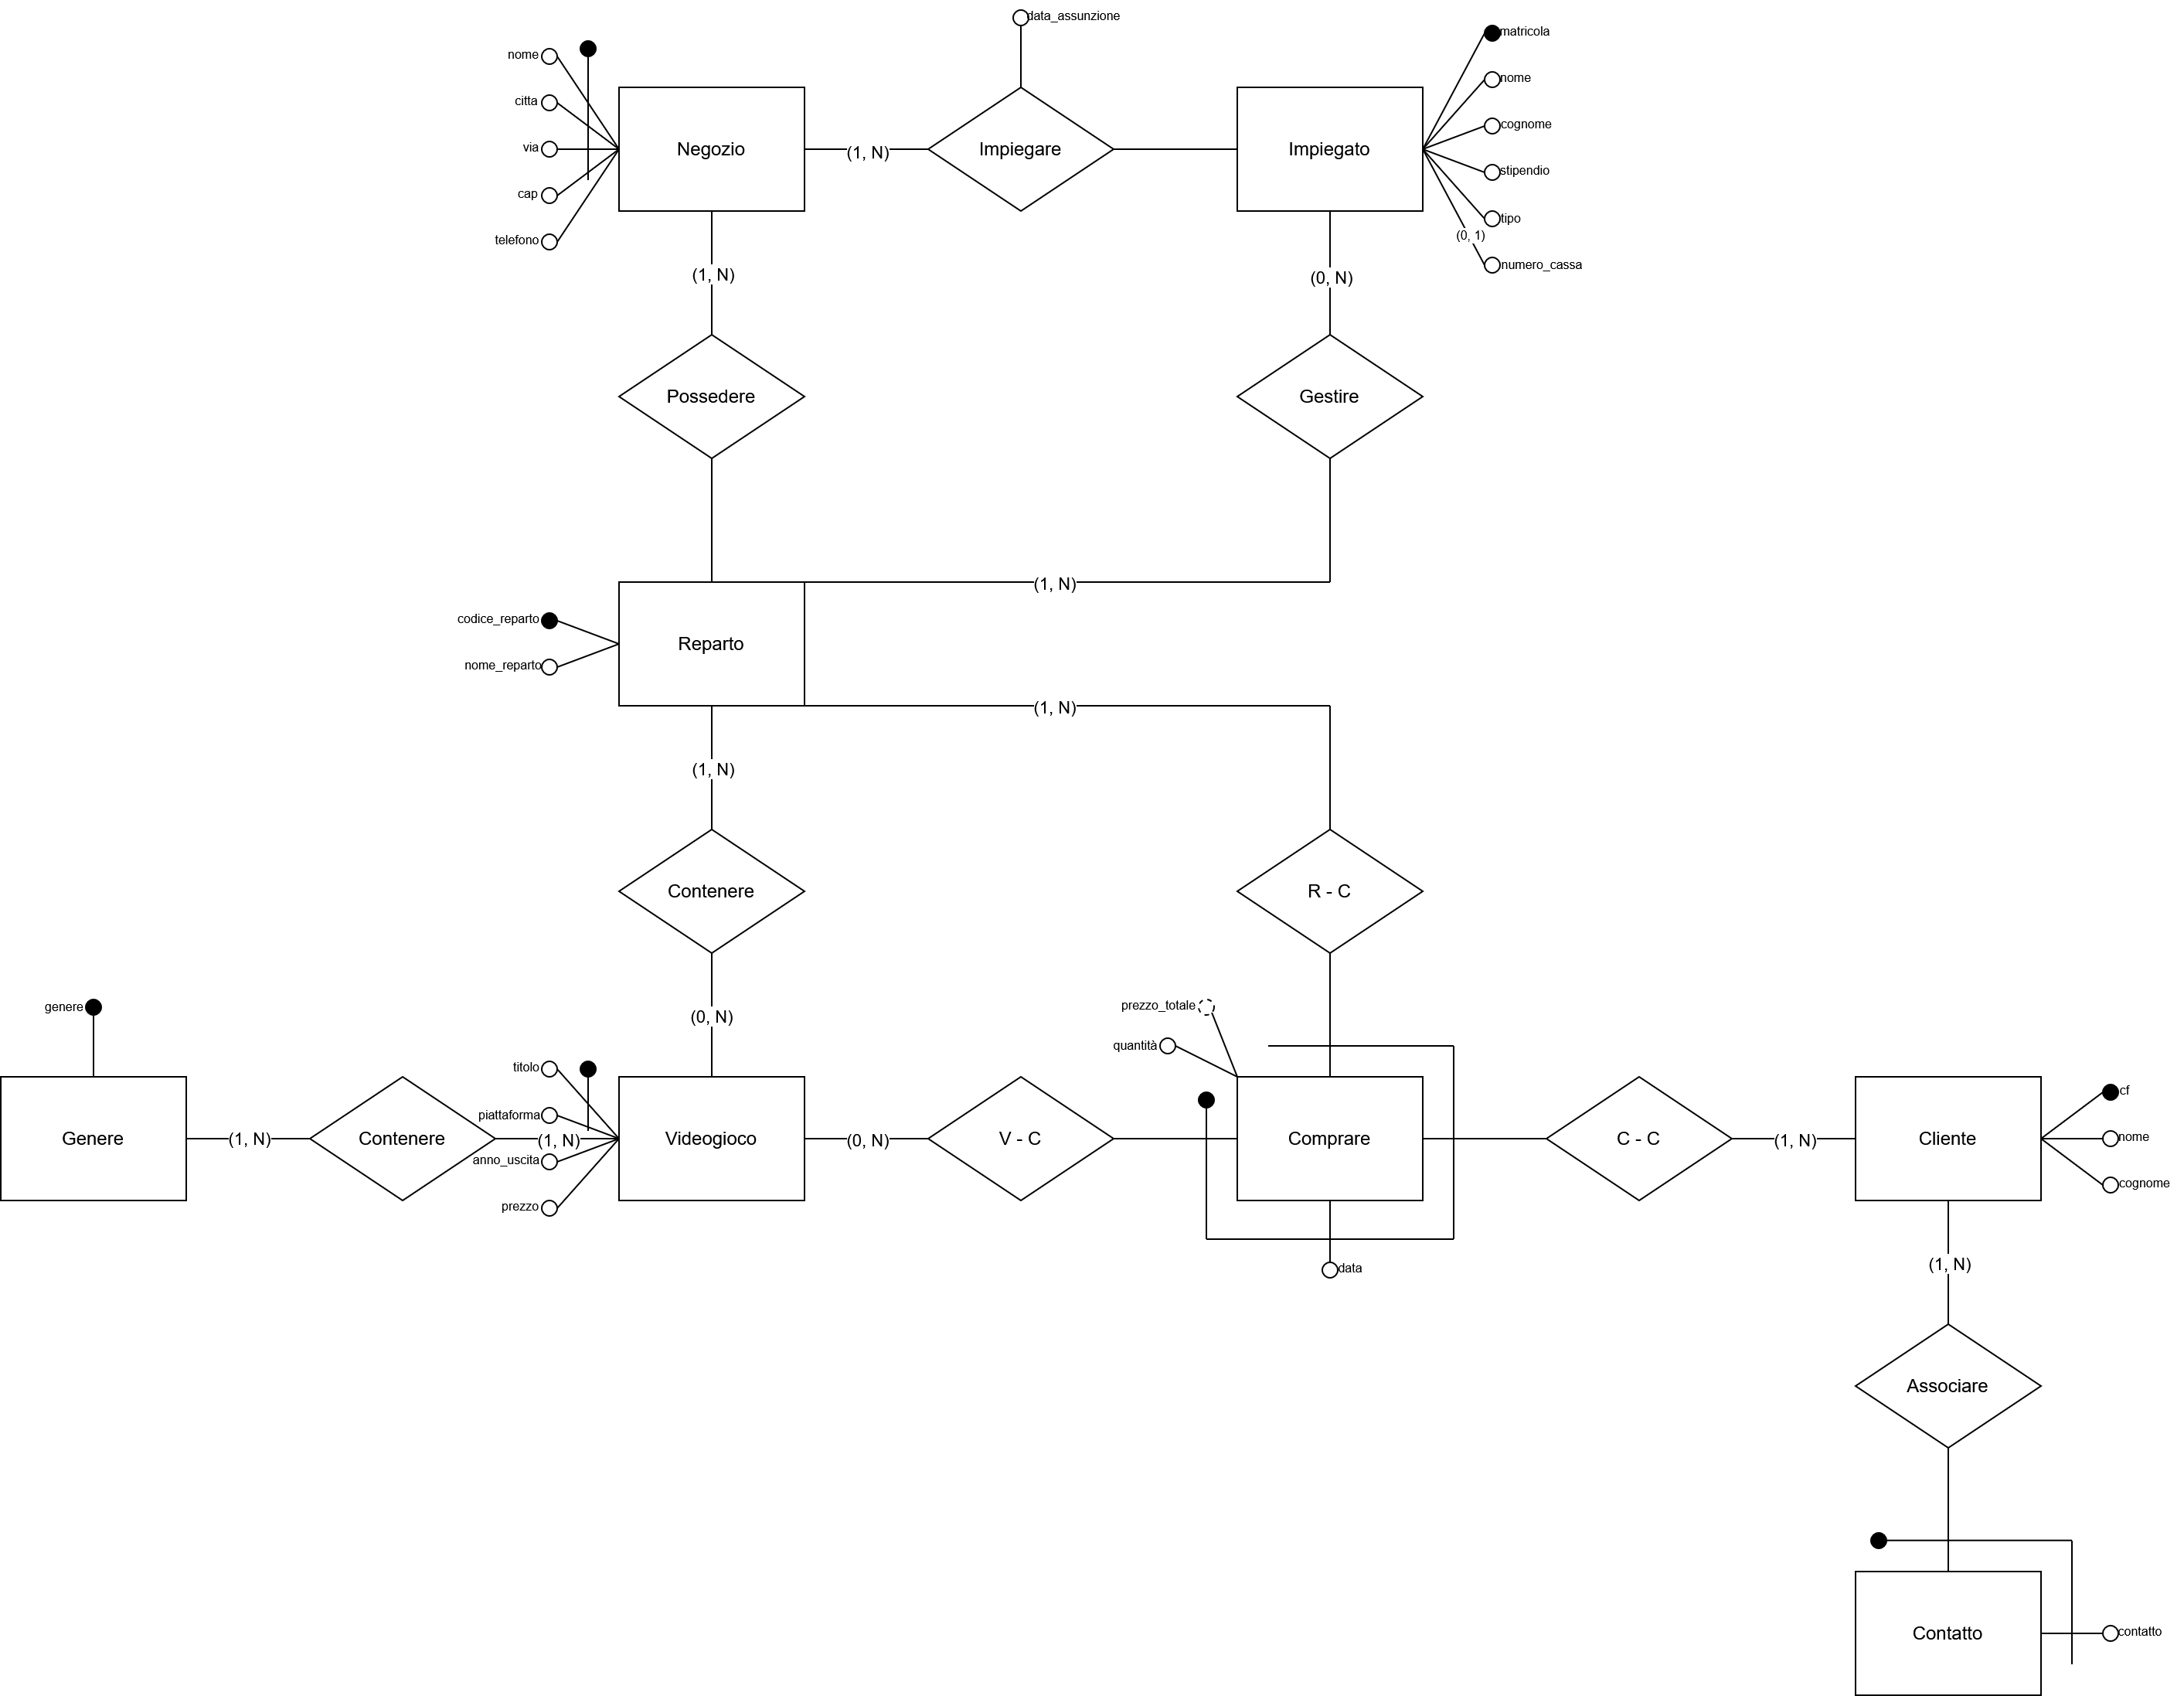 data_assunzione
matricola
nome
nome
citta
cognome
via
Negozio
(1, N)
Impiegare
Impiegato
stipendio
cap
tipo
telefono
(0, 1)
numero_cassa
(1, N)
(0, N)
Possedere
Gestire
(1, N)
codice_reparto
Reparto
nome_reparto
(1, N)
(1, N)
Contenere
R - C
genere
(0, N)
prezzo_totale
quantità
titolo
piattaforma
cf
Genere
(1, N)
Contenere
(1, N)
Videogioco
(0, N)
V - C
Comprare
C - C
(1, N)
Cliente
nome
anno_uscita
cognome
prezzo
data
(1, N)
Associare
Contatto
contatto